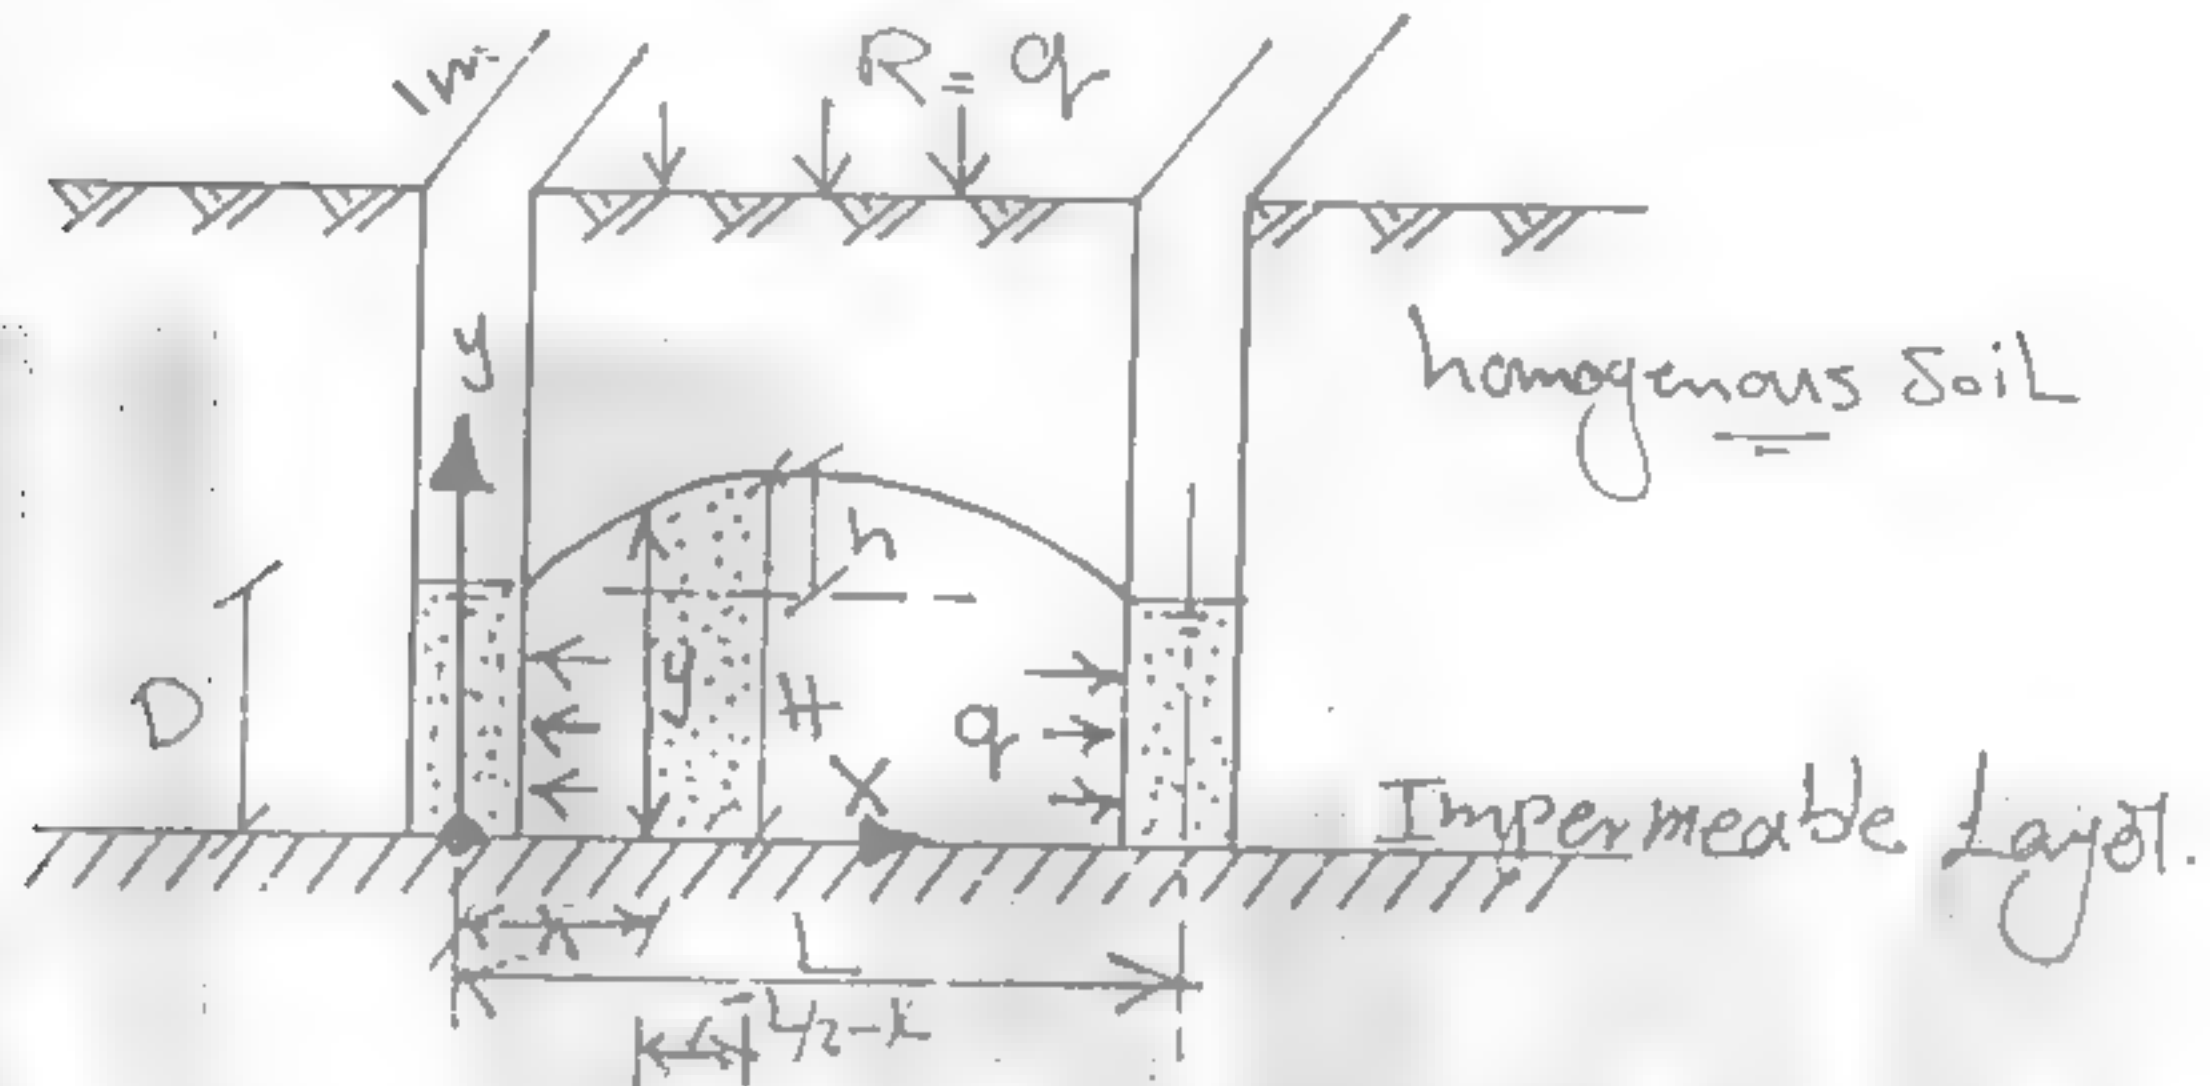 1m
R = q
y
homogenous Soil
h
D
y
H
q
X
Impermeable Layer.
X
L
L/2-X